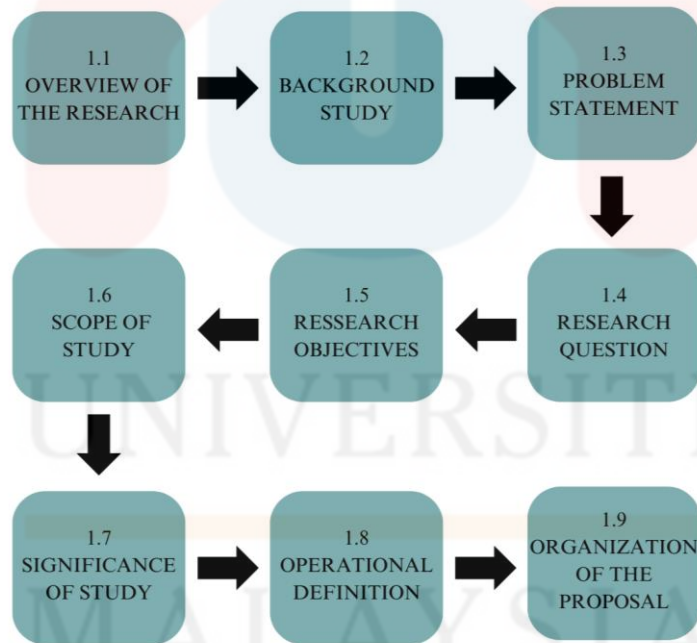 1.1
OVERVIEW OF
THE RESEARCH
1.2
BACKGROUND
STUDY
1.3
PROBLEM
STATEMENT
1.4
RESEARCH
QUESTION
1.5
RESSEARCH
OBJECTIVES
1.6
SCOPE OF
STUDY
1.7
SIGNIFICANCE
OF STUDY
1.8
OPERATIONAL
DEFINITION
1.9
ORGANIZATION
OF THE
PROPOSAL
UNIVERSITI
MALAYSIA